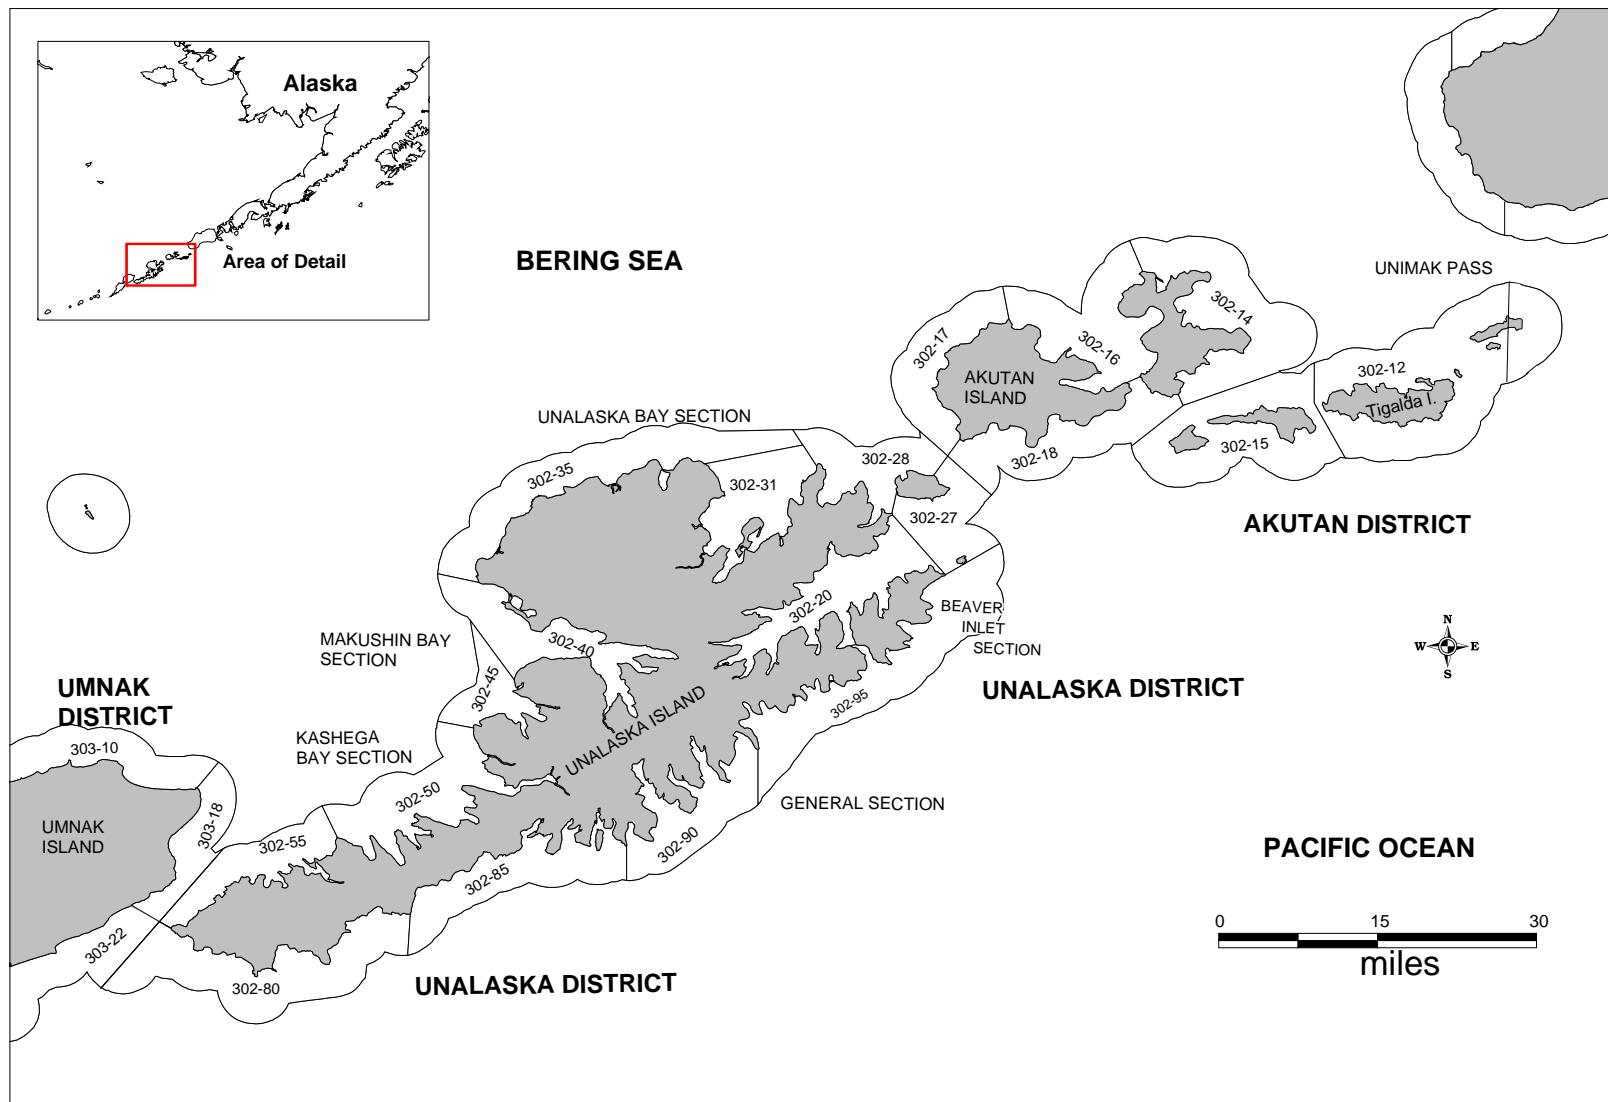 Alaska
Area of Detail
BERING SEA
UNIMAK PASS
302-14
302-17
302-16
302-12
AKUTAN
ISLAND
Tigalda I.
UNALASKA BAY SECTION
302-15
302-18
302-28
302-35
302-31
302-27
AKUTAN DISTRICT
302-20
BEAVER
INLET
SECTION
N
W
E
S
MAKUSHIN BAY
SECTION
302-40
302-45
UNALASKA DISTRICT
UMNAK
DISTRICT
302-95
UNALASKA ISLAND
KASHEGA
BAY SECTION
303-10
302-50
GENERAL SECTION
303-18
UMNAK
ISLAND
302-55
302-90
PACIFIC OCEAN
302-85
303-22
0 15 30
miles
302-80
UNALASKA DISTRICT